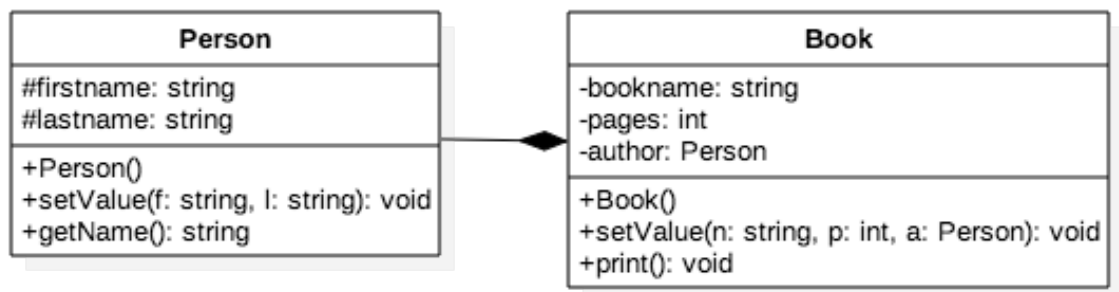 Person
#firstname: string
#lastname: string
+Person()
+setValue(f: string, l: string): void
+getName(): string
Book
-bookname: string
-pages: int
-author: Person
+Book()
+setValue(n: string, p: int, a: Person): void
+print(): void